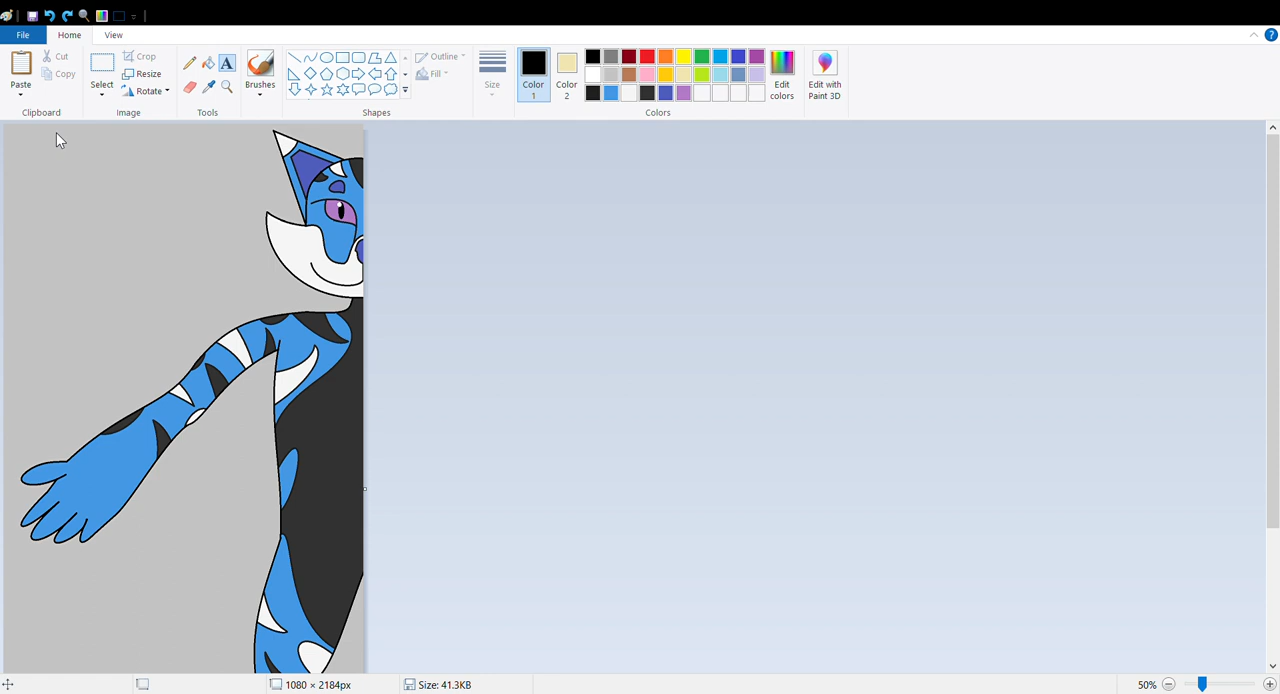 File Home View
Paste
Cut
Copy
Clipboard
Select
Crop
Resize
Rotate
Image
A
Tools
Brushes
Outline
Fill
Shapes
Size
Color 1
Color 2
Edit colors
Colors
Edit with Paint 3D
?
1080 × 2184px
Size: 41.3KB
50%